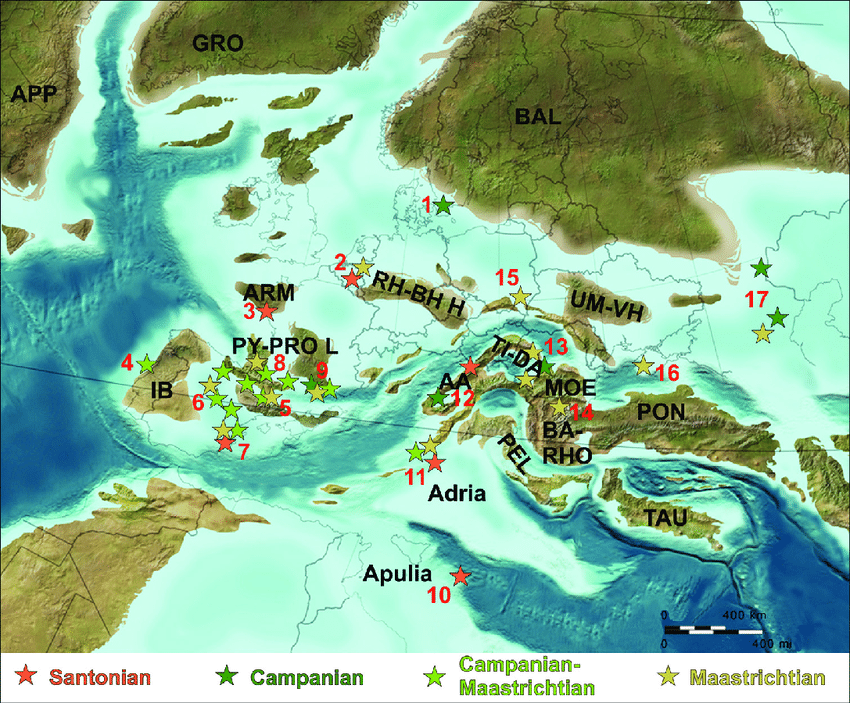 GRO
APP
BAL
1
2
RH-BH H
15
UM-VH
17
ARM
3
PY-PRO L
8
TI-DA
13
4
IB
9
AA
MOE
16
6
5
12
14
PON
BA-
RHO
PEL
7
11
Adria
TAU
Apulia
10
0
400 km
400 mi
Santonian
Campanian
Campanian-
Maastrichtian
Maastrichtian